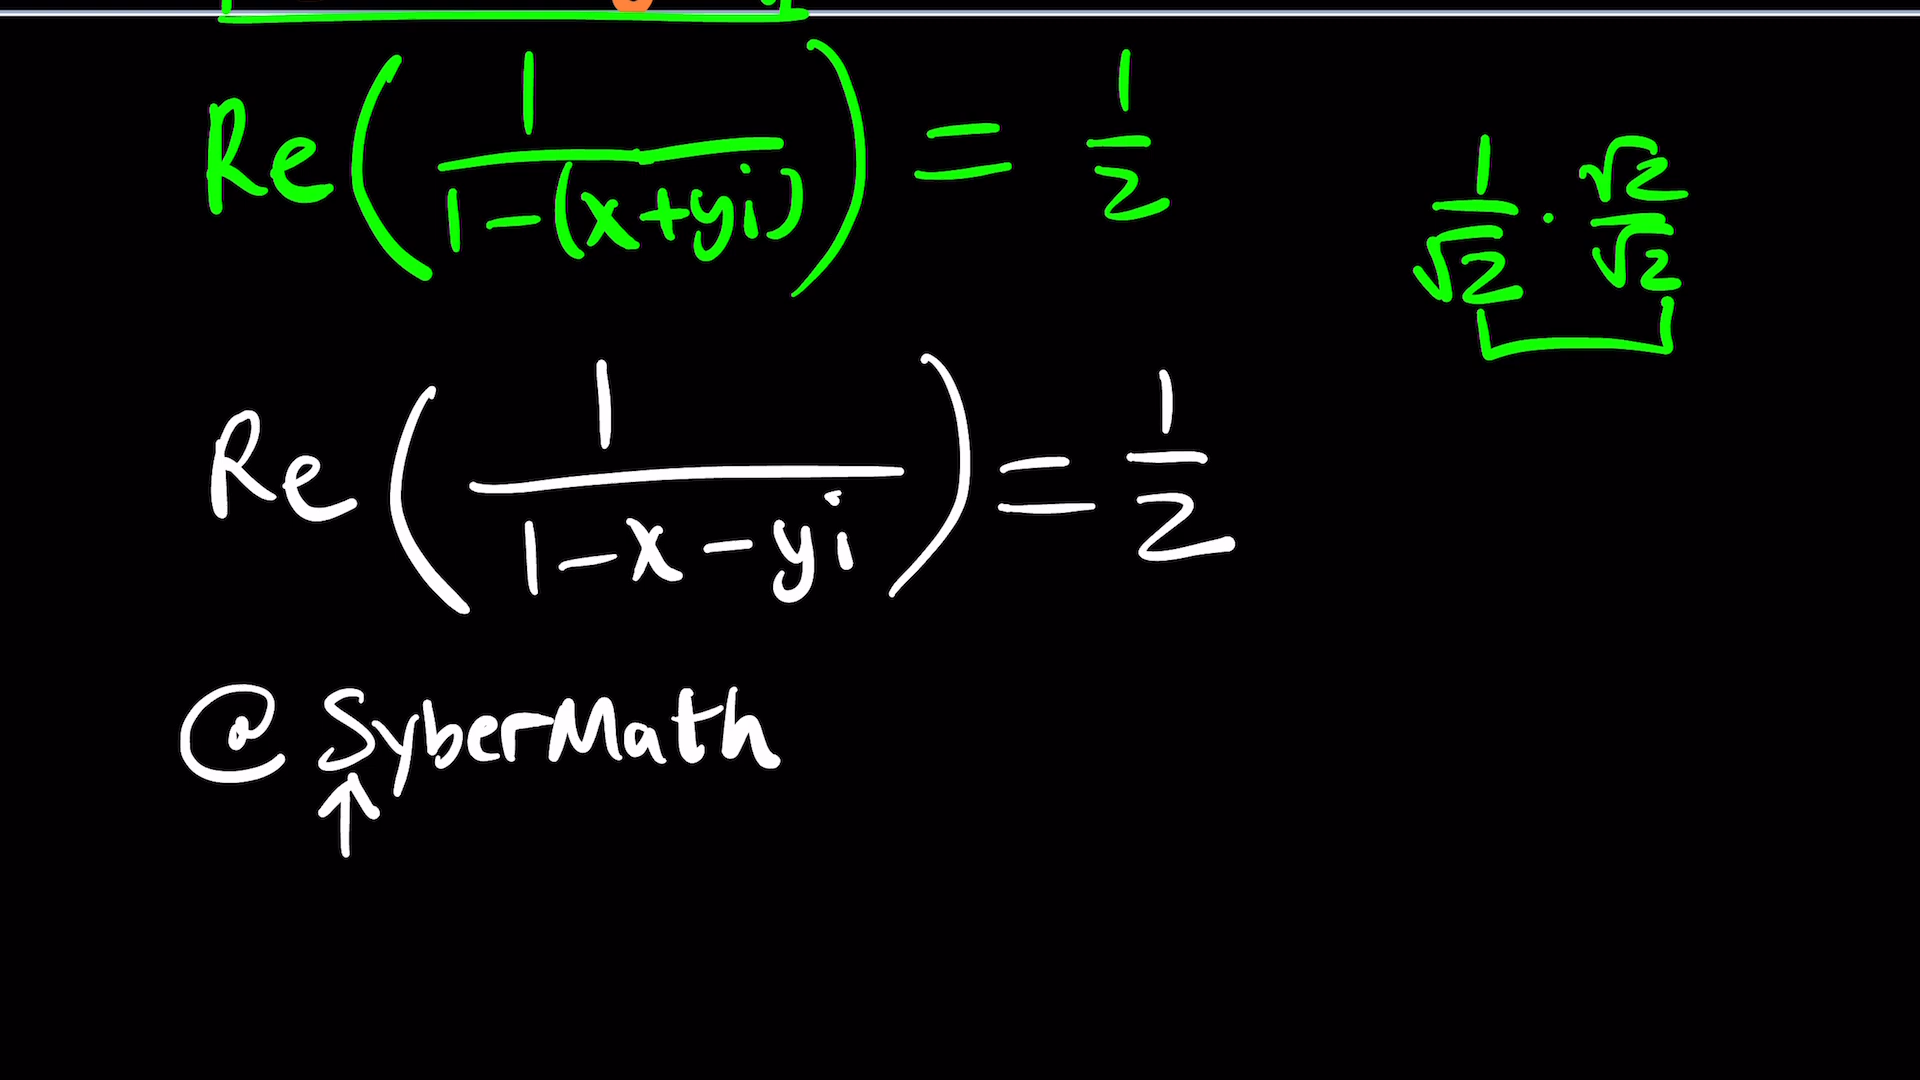 Re(1/(1-(x+yi))) = 1/2
1/√2 · √2/√2
Re(1/(1-x-yi)) = 1/2
@SyberMath
↑